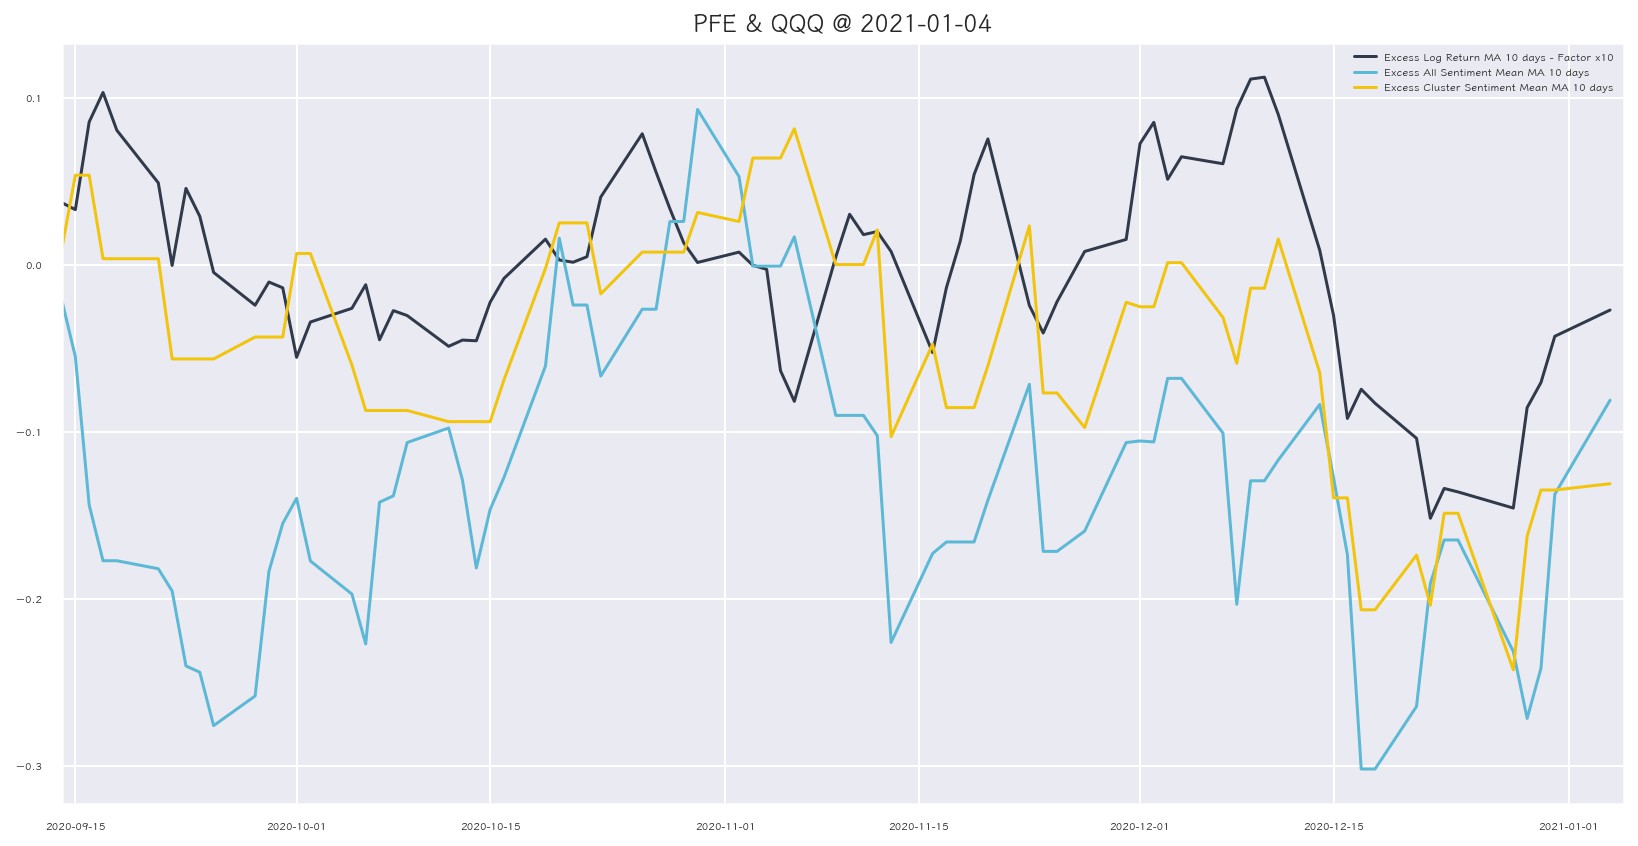 PFE & QQQ @ 2021-01-04
Excess Log Return MA 10 days - Factor x10
Excess All Sentiment Mean MA 10 days
Excess Cluster Sentiment Mean MA 10 days
0.1
0.0
−0.1
−0.2
−0.3
2020-09-15 2020-10-01 2020-10-15 2020-11-01 2020-11-15 2020-12-01 2020-12-15 2021-01-01